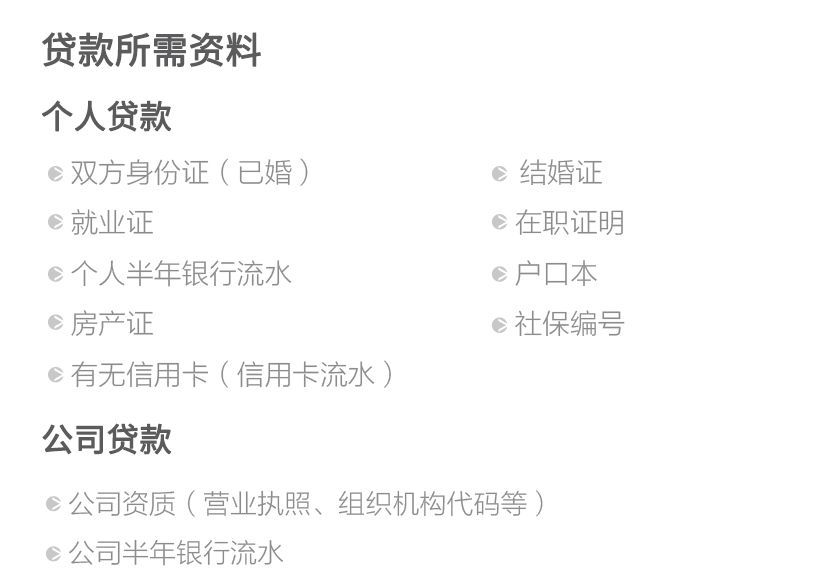 贷款所需资料
个人贷款
双方身份证（已婚）
结婚证
就业证
在职证明
个人半年银行流水
户口本
房产证
社保编号
有无信用卡（信用卡流水）
公司贷款
公司资质（营业执照、组织机构代码等）
公司半年银行流水